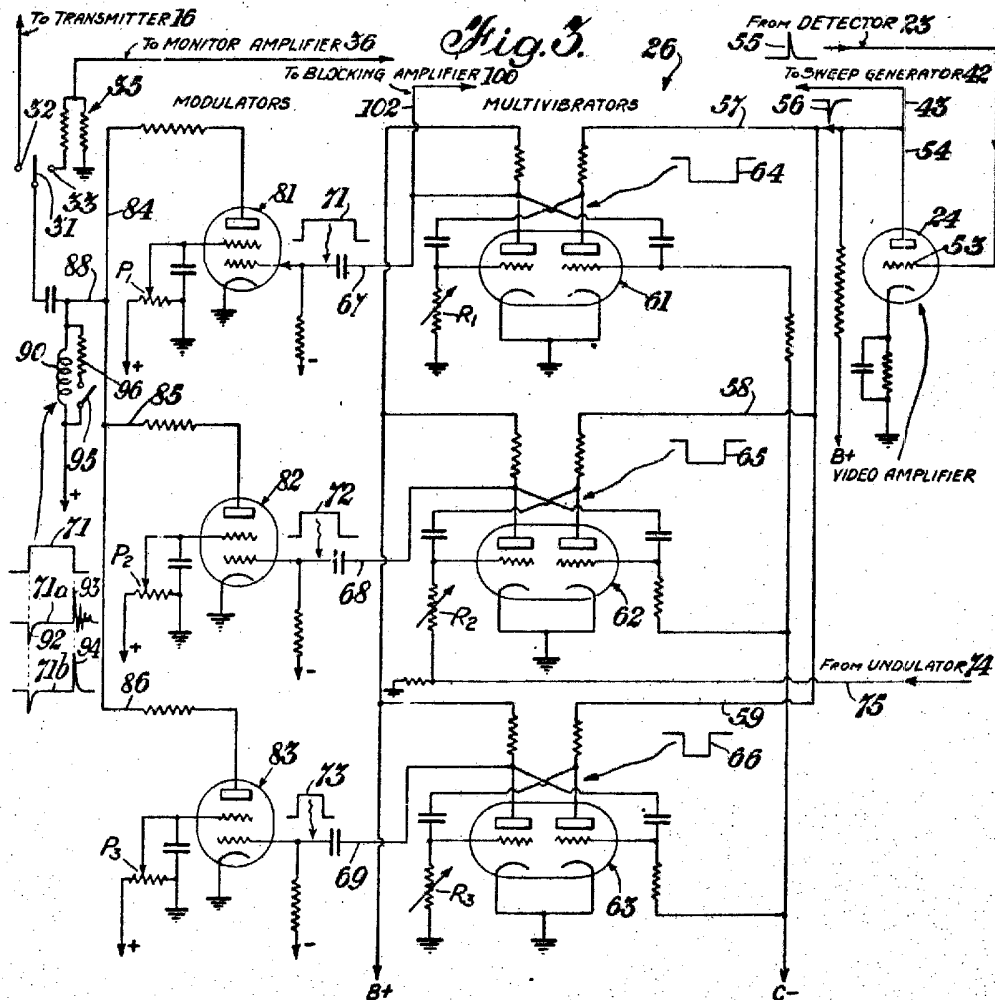 To TRANSMITTER 16
To MONITOR AMPLIFIER 36
Fig. 3.
FROM DETECTOR 23
55
26
To BLOCKING AMPLIFIER 100
To SWEEP GENERATOR 42
32
35
MODULATORS
102
MULTIVIBRATORS
57
56
43
54
64
33
31
84
81
71
24
53
88
P1
67
R1
61
+
-
90
96
95
85
58
65
B+
VIDEO AMPLIFIER
+
82
72
71
P2
68
R2
62
71a
93
92
94
71b
+
-
FROM UNDULATOR 74
86
75
59
66
83
73
P3
69
R3
63
+
-
B+
C-